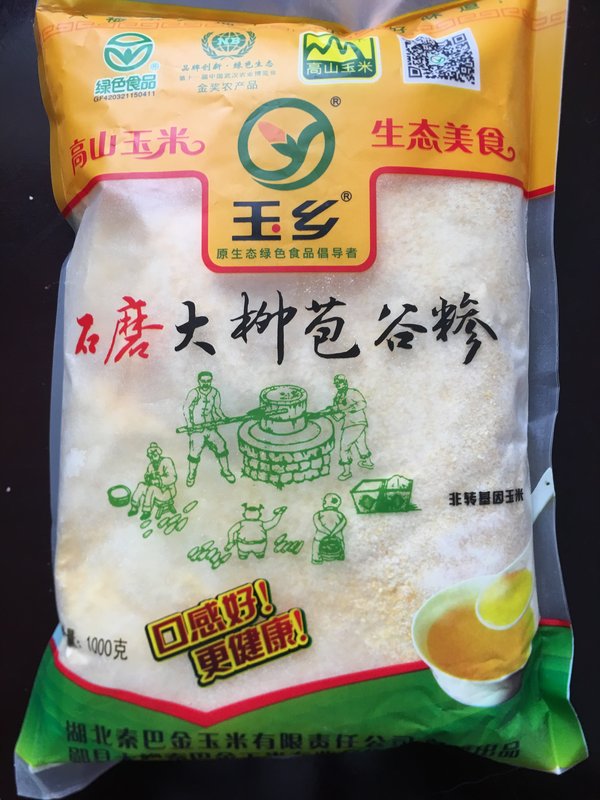 绿色食品
GF420321150411
品牌创新·绿色生态
金奖农产品
高山玉米
高山玉米
生态美食
玉乡
原生态绿色食品倡导者
石磨大柳苞谷糁
非转基因玉米
口感好!
更健康!
1000克
湖北秦巴金玉米有限责任公司